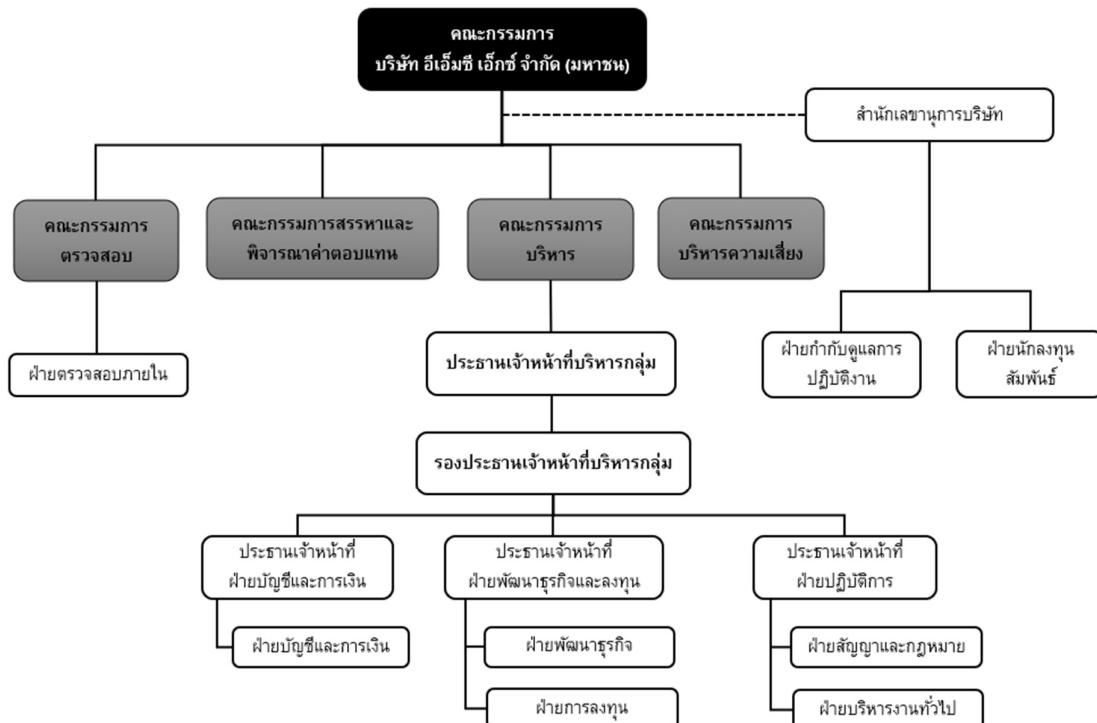 คณะกรรมการ
บริษัท อีเอ็มซี เอ็กซ์ จำกัด (มหาชน)
สำนักเลขานุการบริษัท
คณะกรรมการ
ตรวจสอบ
คณะกรรมการสรรหาและ
พิจารณาค่าตอบแทน
คณะกรรมการ
บริหาร
คณะกรรมการ
บริหารความเสี่ยง
ฝ่ายตรวจสอบภายใน
ประธานเจ้าหน้าที่บริหารกลุ่ม
ฝ่ายกำกับดูแลการ
ปฏิบัติงาน
ฝ่ายนักลงทุน
สัมพันธ์
รองประธานเจ้าหน้าที่บริหารกลุ่ม
ประธานเจ้าหน้าที่
ฝ่ายบัญชีและการเงิน
ประธานเจ้าหน้าที่
ฝ่ายพัฒนาธุรกิจและลงทุน
ประธานเจ้าหน้าที่
ฝ่ายปฏิบัติการ
ฝ่ายบัญชีและการเงิน
ฝ่ายพัฒนาธุรกิจ
ฝ่ายสัญญาและกฎหมาย
ฝ่ายการลงทุน
ฝ่ายบริหารงานทั่วไป